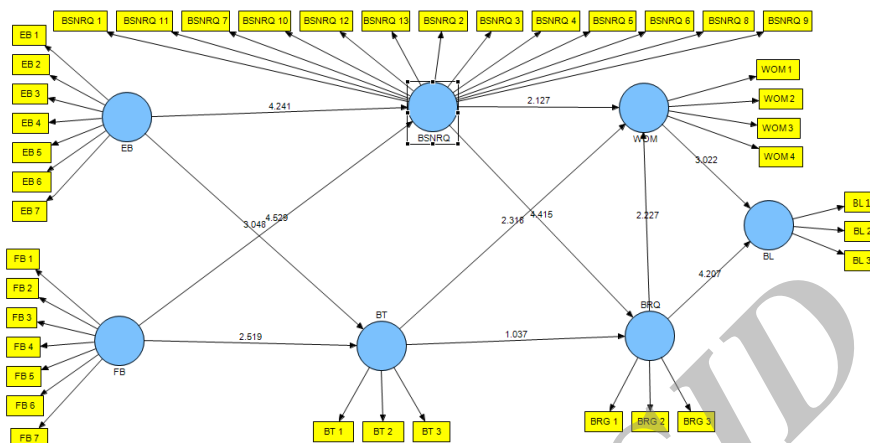 BSNRQ 1
BSNRQ 11
BSNRQ 7
BSNRQ 10
BSNRQ 12
BSNRQ 13
BSNRQ 2
BSNRQ 3
BSNRQ 4
BSNRQ 5
BSNRQ 6
BSNRQ 8
BSNRQ 9
EB 1
EB 2
EB 3
EB 4
EB 5
EB 6
EB 7
EB
4.241
BSNRQ
2.127
WOM
WOM 1
WOM 2
WOM 3
WOM 4
3.022
3.048
4.529
2.316
4.415
2.227
BL 1
BL 2
BL 3
BL
4.207
FB 1
FB 2
FB 3
FB 4
FB 5
FB 6
FB 7
FB
2.519
BT
1.037
BRQ
BT 1
BT 2
BT 3
BRG 1
BRG 2
BRG 3